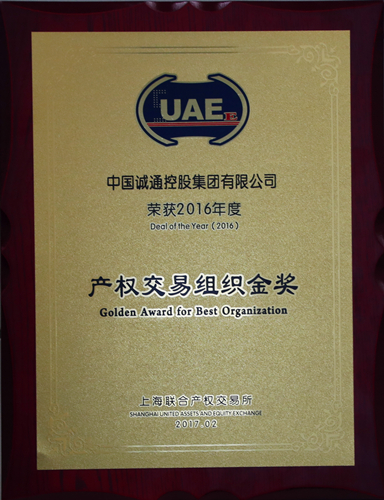 SUAEE
中国诚通控股集团有限公司
荣获2016年度
Deal of the Year（2016）
产权交易组织金奖
Golden Award for Best Organization
上海联合产权交易所
SHANGHAI UNITED ASSETS AND EQUITY EXCHANGE
2017.02